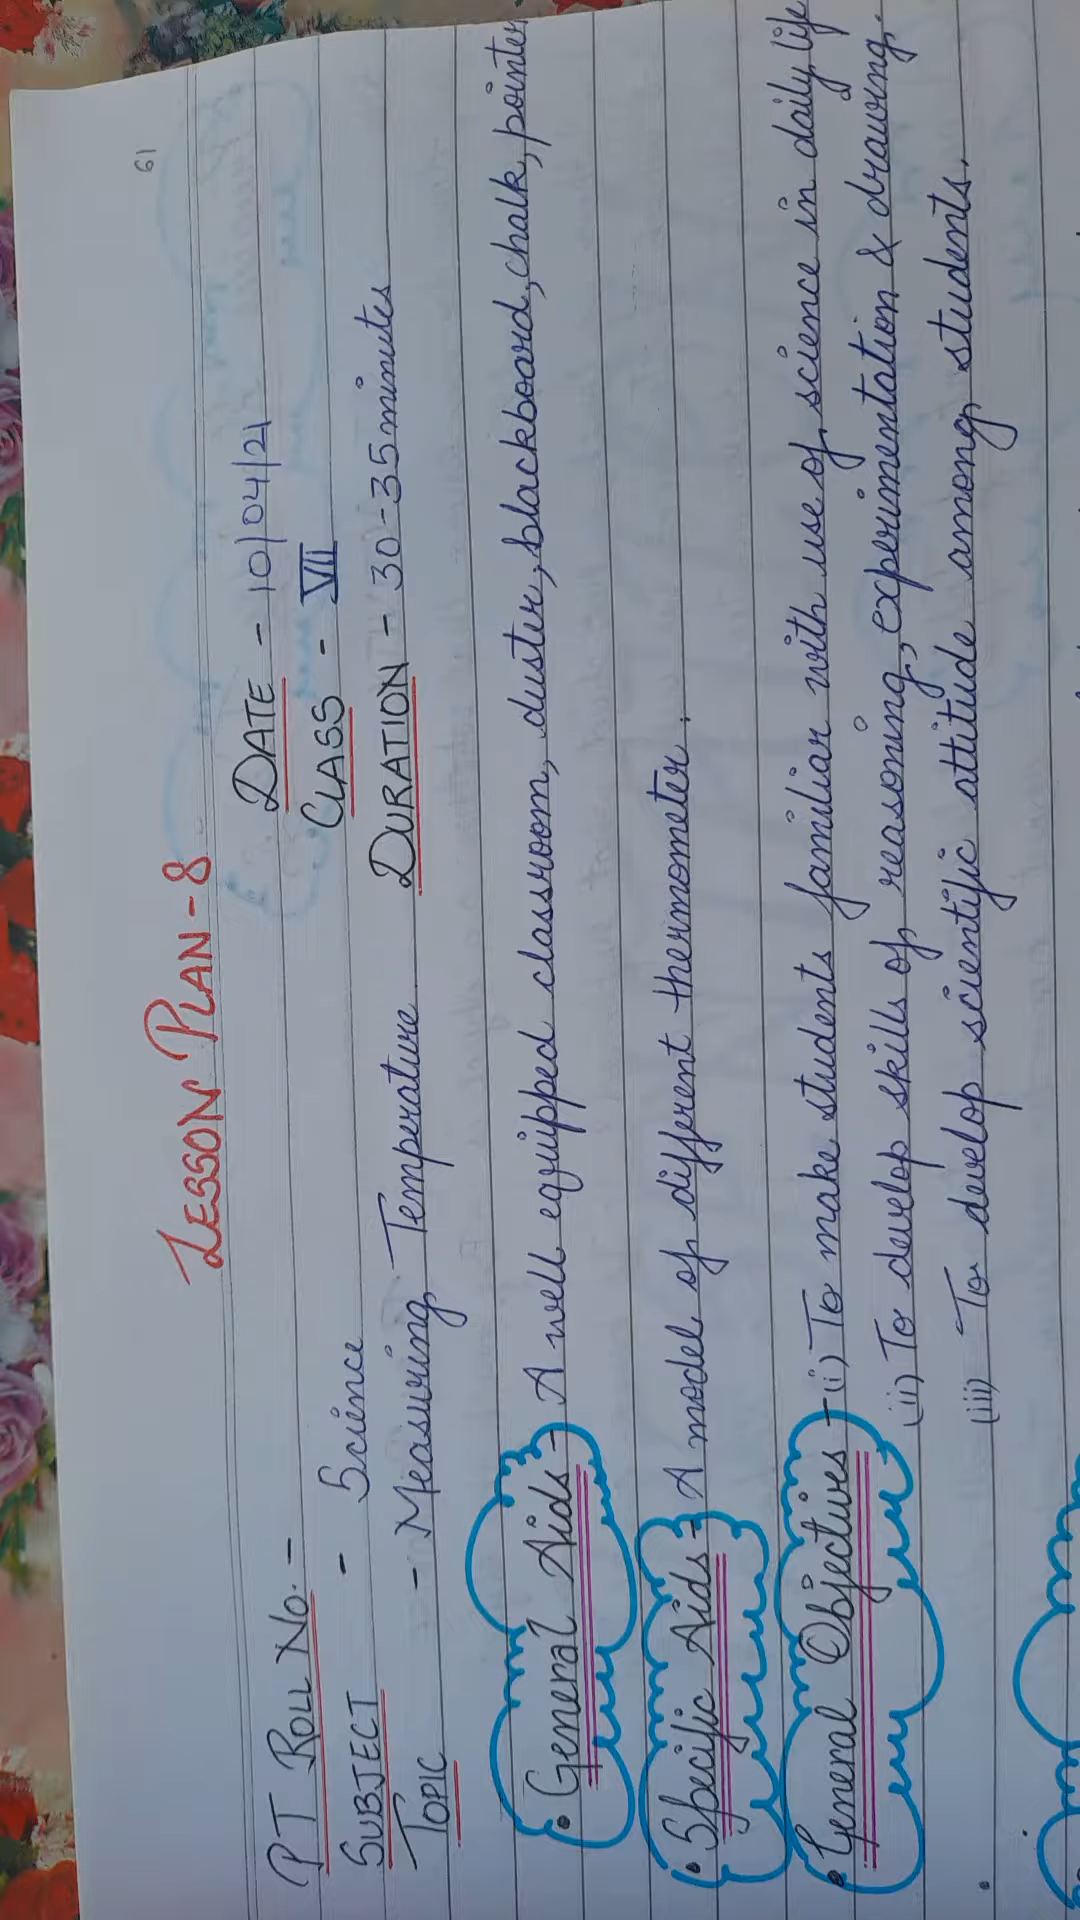 61
LESSON PLAN - 8
PT ROLL NO. - DATE - 10/04/21
SUBJECT - Science CLASS - VII
TOPIC - Measuring Temperature DURATION - 30-35 minutes
• General Aids - A well equipped classroom, duster, blackboard, chalk, pointer
• Specific Aids - A model of different thermometer.
• General Objectives - (i) To make students familiar with use of science in daily life
(ii) To develop skills of reasoning, experimentation & drawing.
(iii) To develop scientific attitude among students.